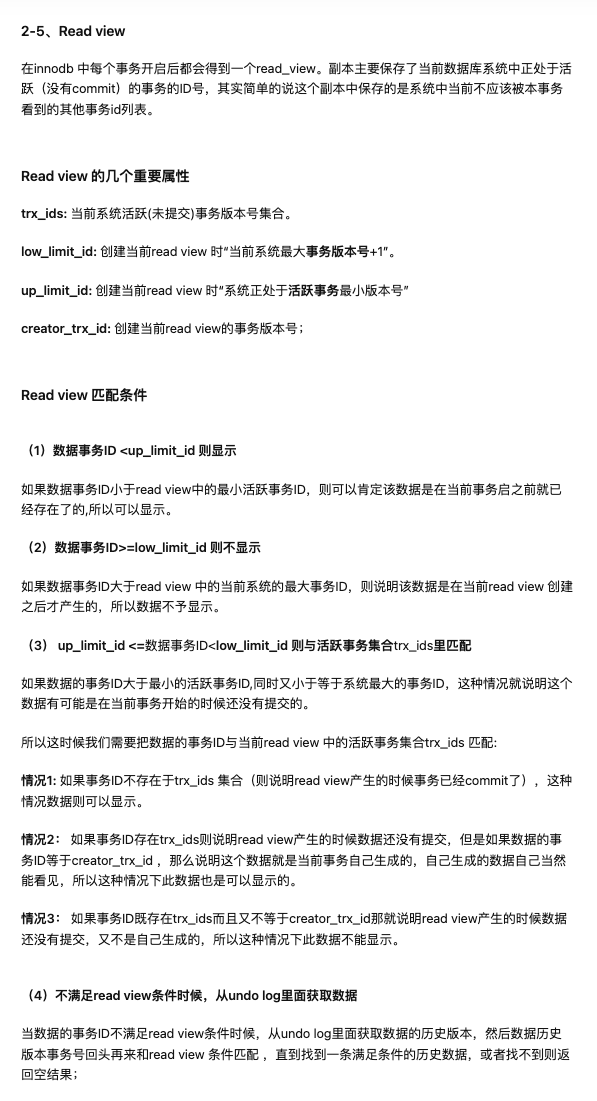 2-5、Read view
在innodb 中每个事务开启后都会得到一个read_view。副本主要保存了当前数据库系统中正处于活
跃（没有commit）的事务的ID号，其实简单的说这个副本中保存的是系统中当前不应该被本事务
看到的其他事务id列表。
Read view 的几个重要属性
trx_ids: 当前系统活跃(未提交)事务版本号集合。
low_limit_id: 创建当前read view 时“当前系统最大事务版本号+1”。
up_limit_id: 创建当前read view 时“系统正处于活跃事务最小版本号”
creator_trx_id: 创建当前read view的事务版本号；
Read view 匹配条件
（1）数据事务ID <up_limit_id 则显示
如果数据事务ID小于read view中的最小活跃事务ID，则可以肯定该数据是在当前事务启之前就已
经存在了的,所以可以显示。
（2）数据事务ID>=low_limit_id 则不显示
如果数据事务ID大于read view 中的当前系统的最大事务ID，则说明该数据是在当前read view 创建
之后才产生的，所以数据不予显示。
（3） up_limit_id <=数据事务ID<low_limit_id 则与活跃事务集合trx_ids里匹配
如果数据的事务ID大于最小的活跃事务ID,同时又小于等于系统最大的事务ID，这种情况就说明这个
数据有可能是在当前事务开始的时候还没有提交的。
所以这时候我们需要把数据的事务ID与当前read view 中的活跃事务集合trx_ids 匹配:
情况1: 如果事务ID不存在于trx_ids 集合（则说明read view产生的时候事务已经commit了），这种
情况数据则可以显示。
情况2： 如果事务ID存在trx_ids则说明read view产生的时候数据还没有提交，但是如果数据的事
务ID等于creator_trx_id ，那么说明这个数据就是当前事务自己生成的，自己生成的数据自己当然
能看见，所以这种情况下此数据也是可以显示的。
情况3： 如果事务ID既存在trx_ids而且又不等于creator_trx_id那就说明read view产生的时候数据
还没有提交，又不是自己生成的，所以这种情况下此数据不能显示。
（4）不满足read view条件时候，从undo log里面获取数据
当数据的事务ID不满足read view条件时候，从undo log里面获取数据的历史版本，然后数据历史
版本事务号回头再来和read view 条件匹配 ，直到找到一条满足条件的历史数据，或者找不到则返
回空结果；